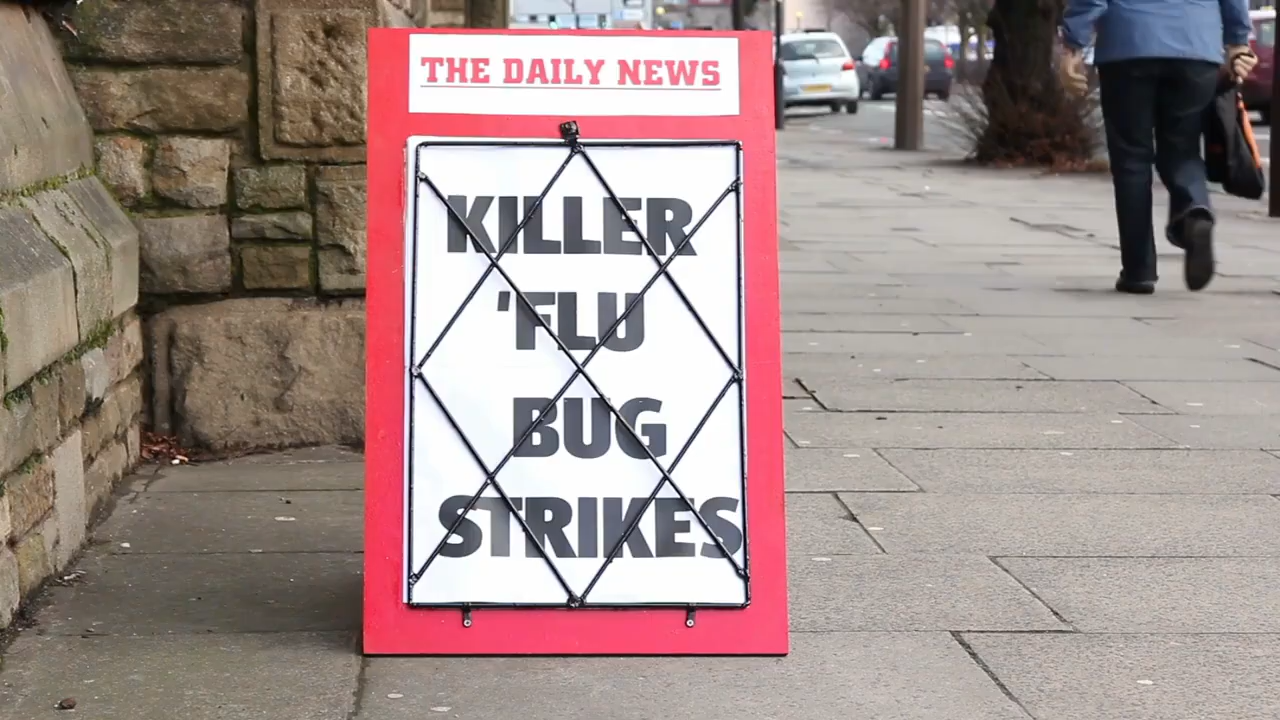 THE DAILY NEWS
KILLER
'FLU
BUG
STRIKES